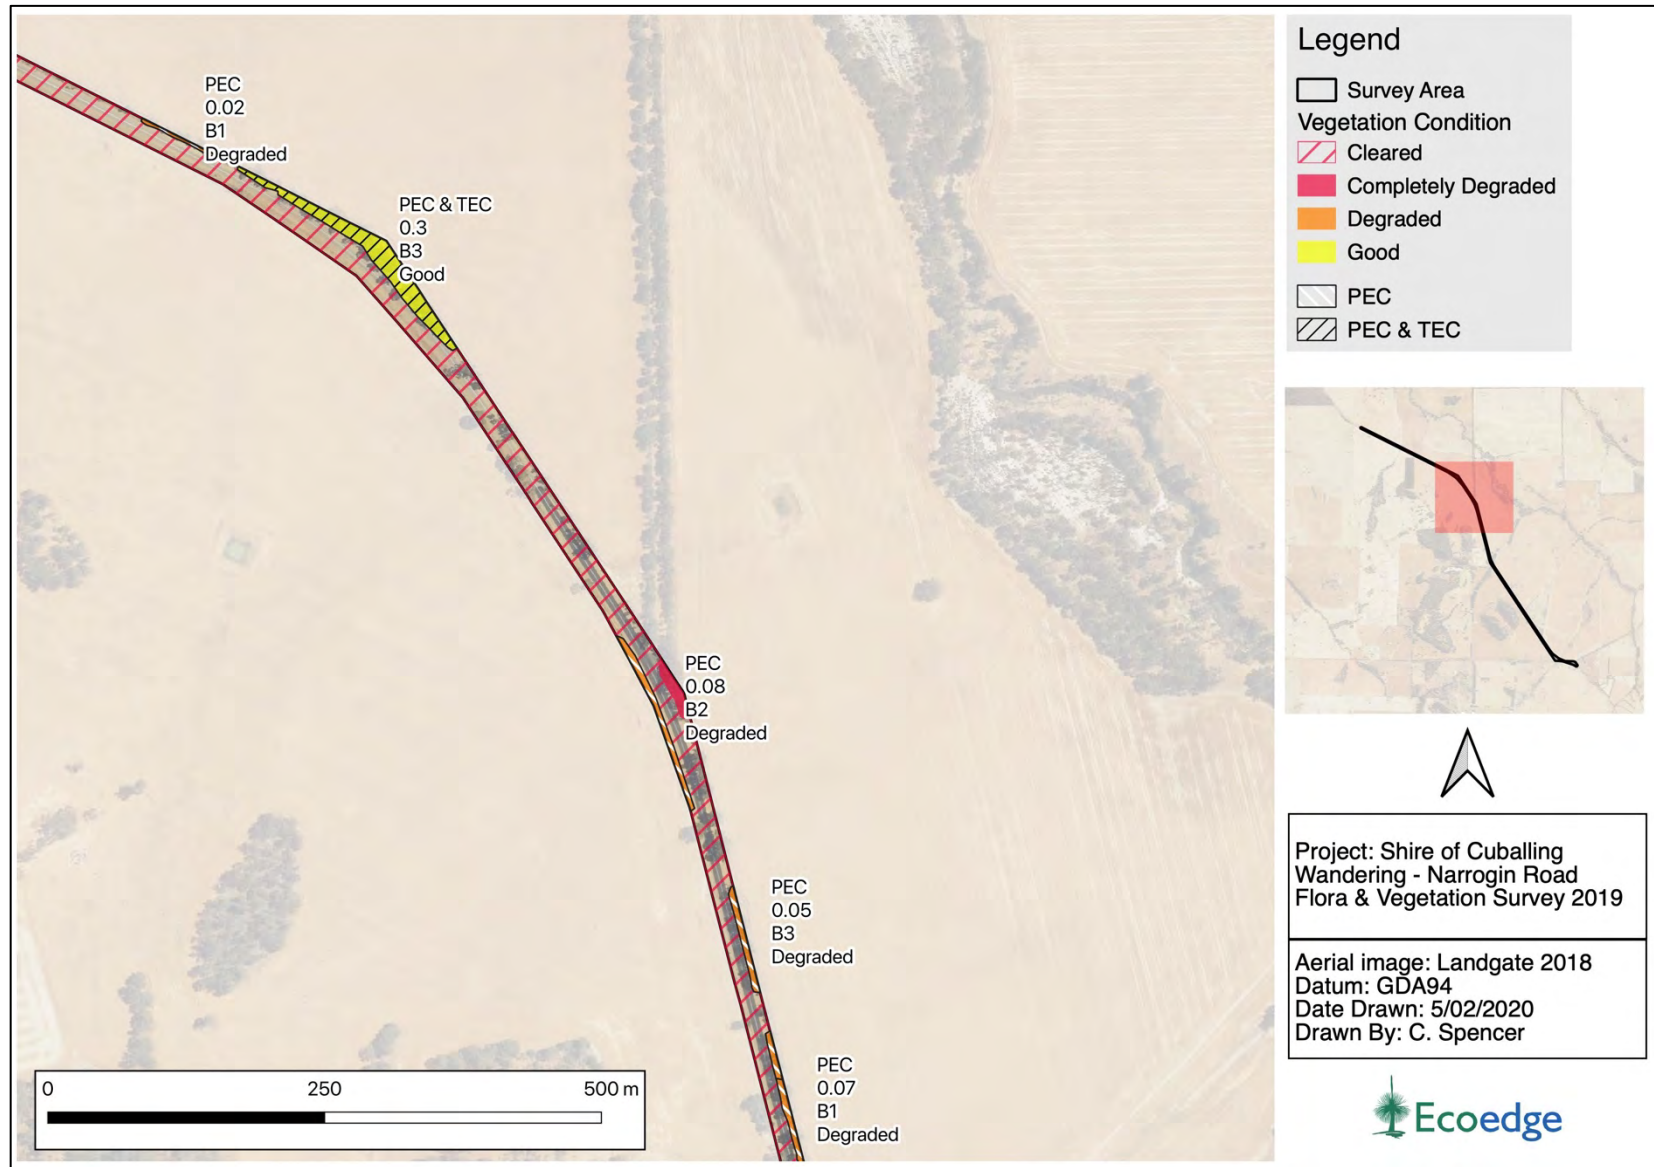 PEC
0.02
B1
Degraded
PEC & TEC
0.3
B3
Good
PEC
0.08
B2
Degraded
PEC
0.05
B3
Degraded
PEC
0.07
B1
Degraded
0 250 500 m
Legend
Survey Area
Vegetation Condition
Cleared
Completely Degraded
Degraded
Good
PEC
PEC & TEC
Project: Shire of Cuballing
Wandering - Narrogin Road
Flora & Vegetation Survey 2019
Aerial image: Landgate 2018
Datum: GDA94
Date Drawn: 5/02/2020
Drawn By: C. Spencer
Ecoedge